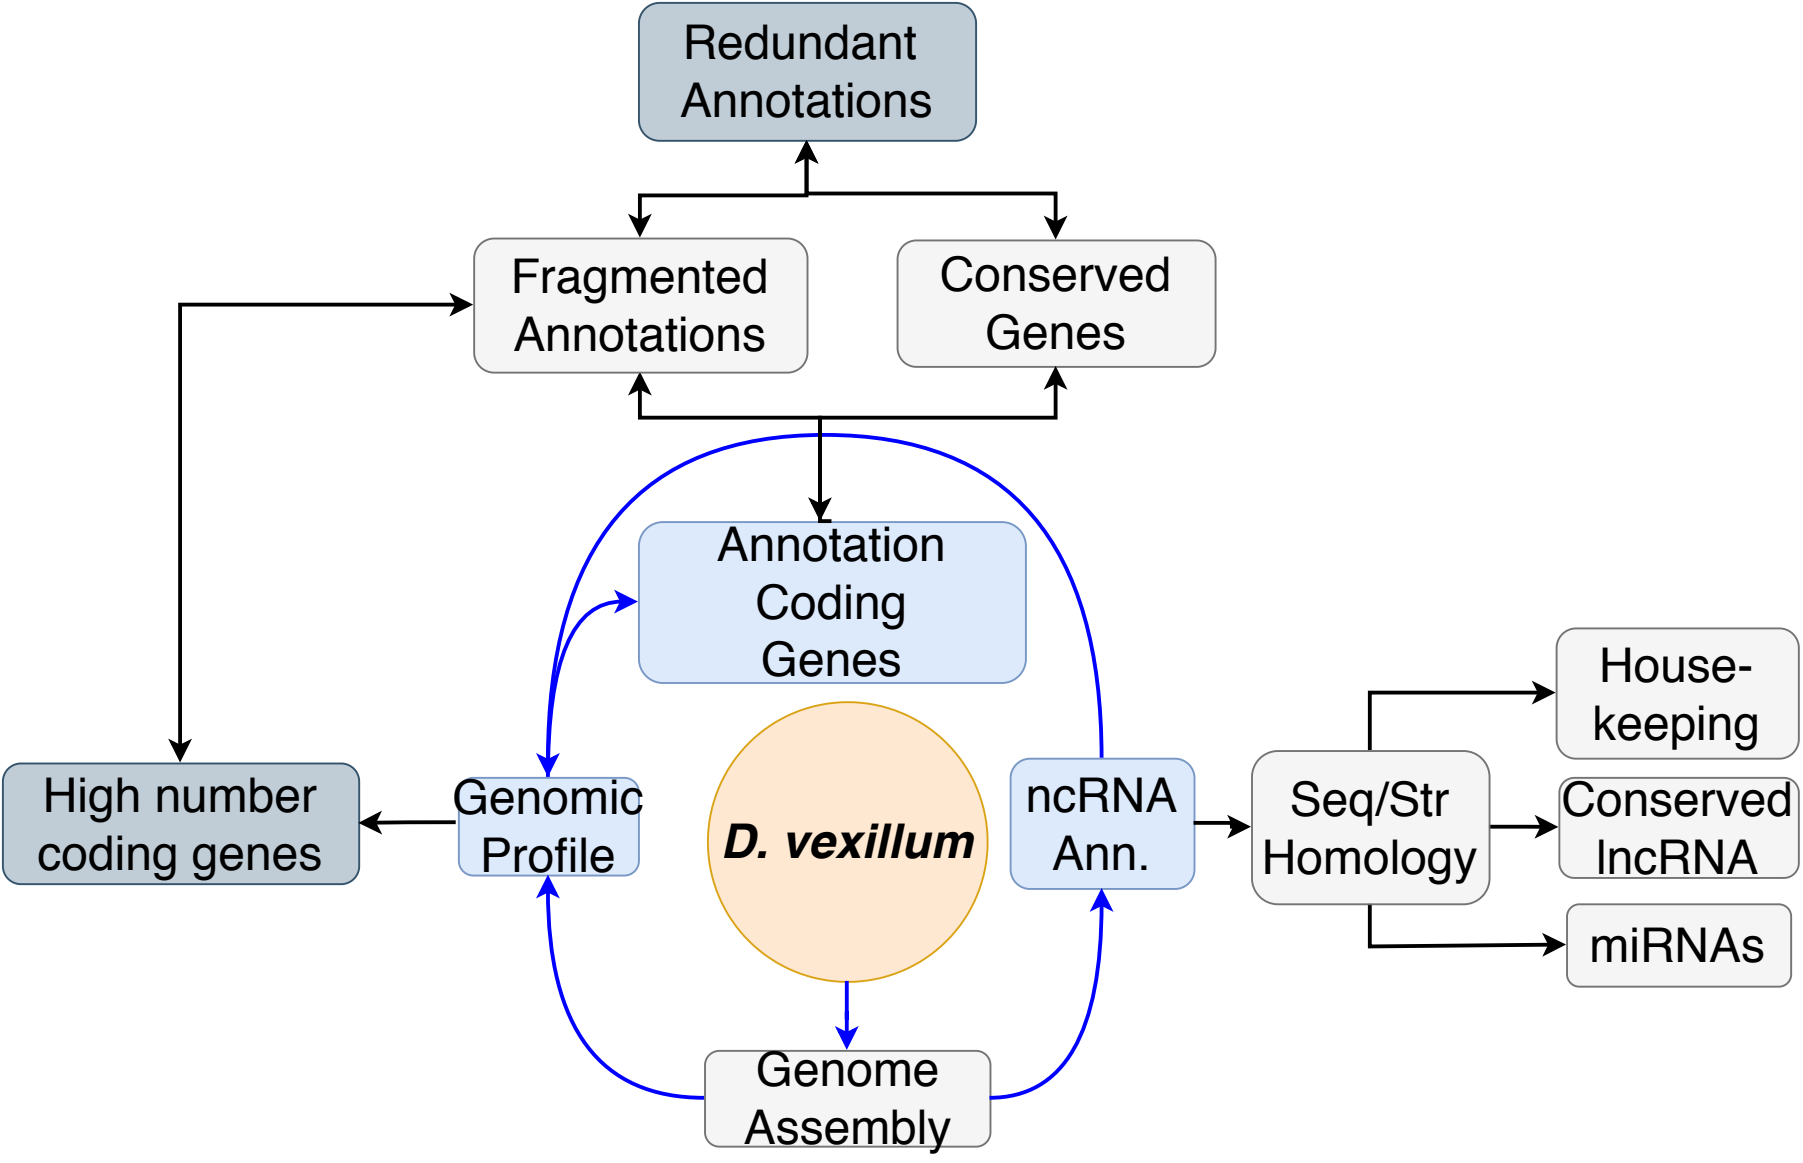 Redundant
Annotations
Fragmented
Annotations
Conserved
Genes
Annotation
Coding
Genes
High number
coding genes
Genomic
Profile
D. vexillum
ncRNA
Ann.
Seq/Str
Homology
House-
keeping
Conserved
lncRNA
miRNAs
Genome
Assembly